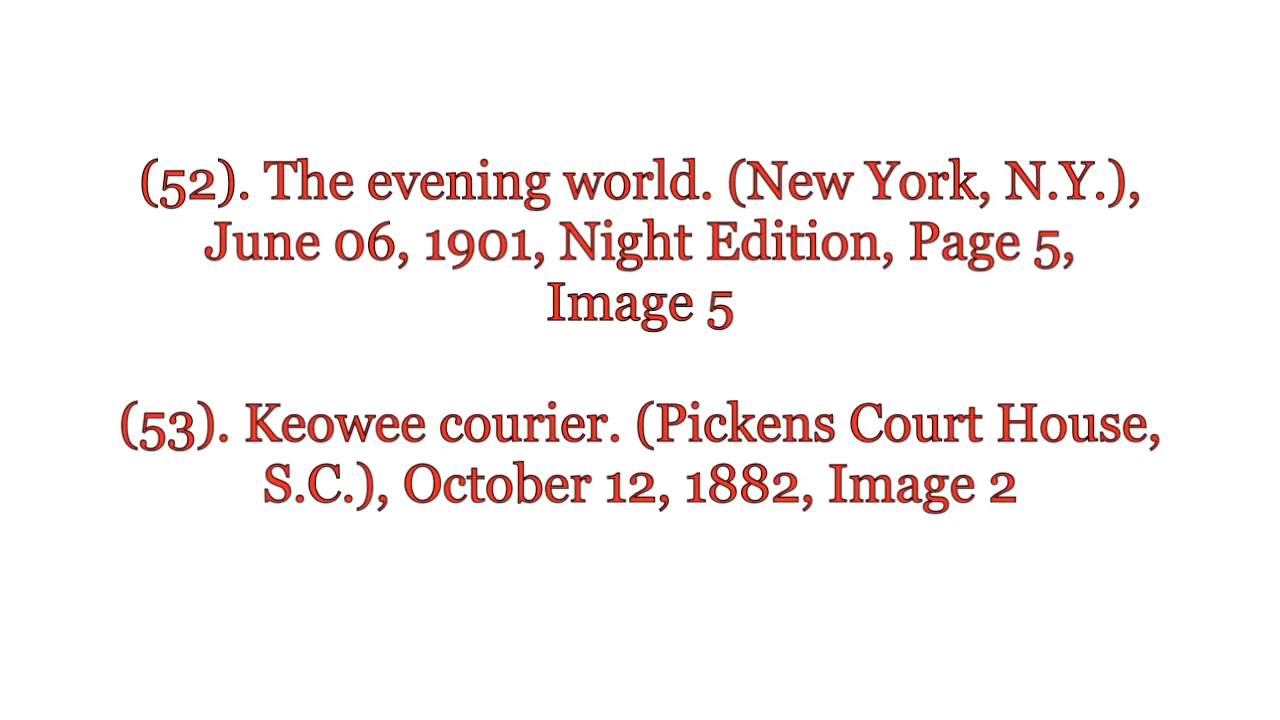 (52). The evening world. (New York, N.Y.),
June 06, 1901, Night Edition, Page 5,
Image 5
(53). Keowee courier. (Pickens Court House,
S.C.), October 12, 1882, Image 2